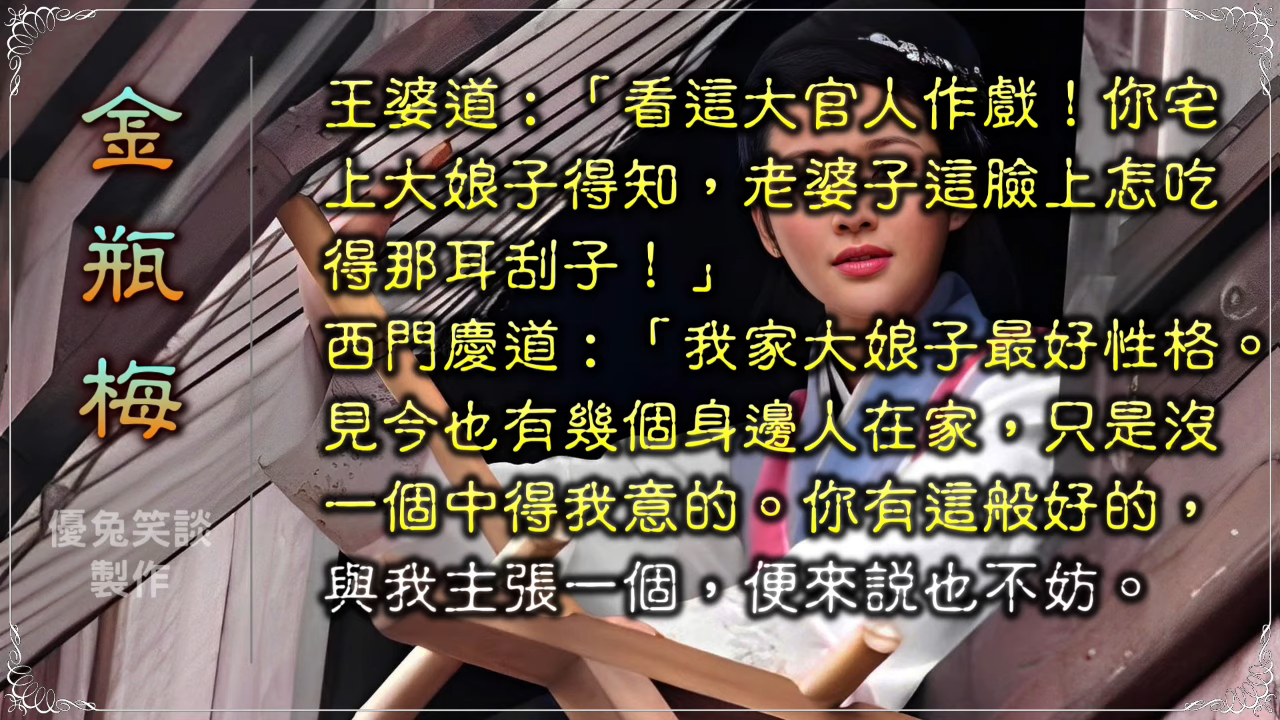 金瓶梅
王婆道：「看這大官人作戲！你宅
上大娘子得知，老婆子這臉上怎吃
得那耳刮子！」
西門慶道：「我家大娘子最好性格。
見今也有幾個身邊人在家，只是沒
一個中得我意的。你有這般好的，
與我主張一個，便來説也不妨。
優兔笑談
製作